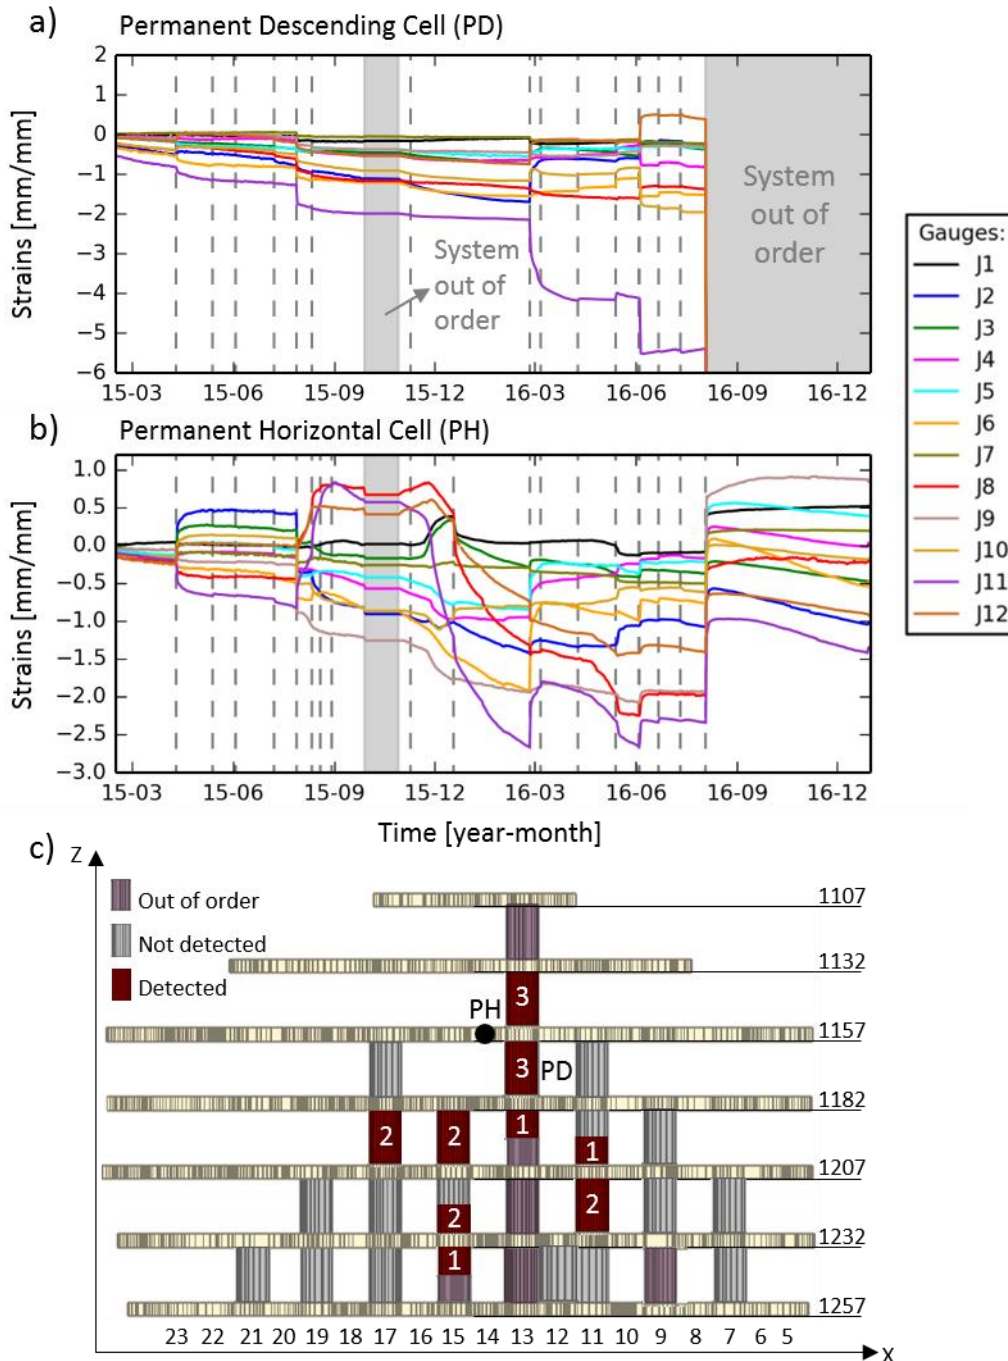 a) Permanent Descending Cell (PD)
Strains [mm/mm]
2
1
0
−1
−2
−3
−4
−5
−6
System
out of
order
System
out of
order
15-03 15-06 15-09 15-12 16-03 16-06 16-09 16-12
Gauges:
J1
J2
J3
J4
J5
J6
J7
J8
J9
J10
J11
J12
b) Permanent Horizontal Cell (PH)
Strains [mm/mm]
1.0
0.5
0.0
−0.5
−1.0
−1.5
−2.0
−2.5
−3.0
15-03 15-06 15-09 15-12 16-03 16-06 16-09 16-12
Time [year-month]
c) Z
Out of order
Not detected
Detected
1107
1132
3
PH
1157
3 PD
1182
2 2 1 1
1207
2 2
1232
1
1257
23 22 21 20 19 18 17 16 15 14 13 12 11 10 9 8 7 6 5
X